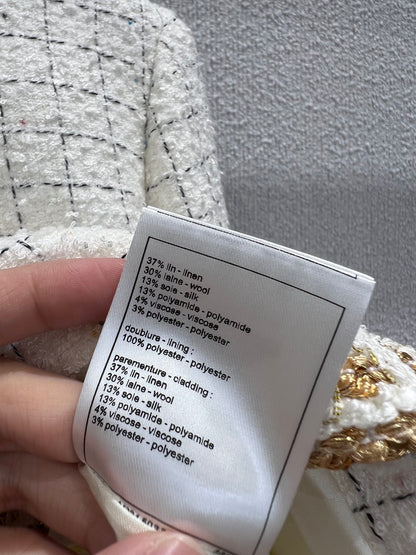 37% lin - linen
30% laine - wool
13% soie - silk
13% polyamide - polyamide
4% viscose - viscose
3% polyester - polyester
doublure - lining :
100% polyester - polyester
parementure - cladding :
37% lin - linen
30% laine - wool
13% soie - silk
13% polyamide - polyamide
4% viscose - viscose
3% polyester - polyester